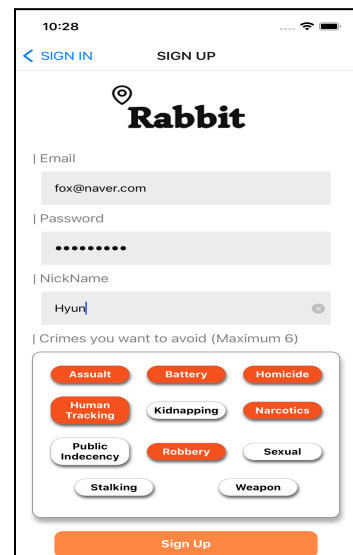 10:28
SIGN IN SIGN UP
Rabbit
| Email
fox@naver.com
| Password
•••••••••
| NickName
Hyun
| Crimes you want to avoid (Maximum 6)
Assualt Battery Homicide
Human
Tracking Kidnapping Narcotics
Public
Indecency Robbery Sexual
Stalking Weapon
Sign Up